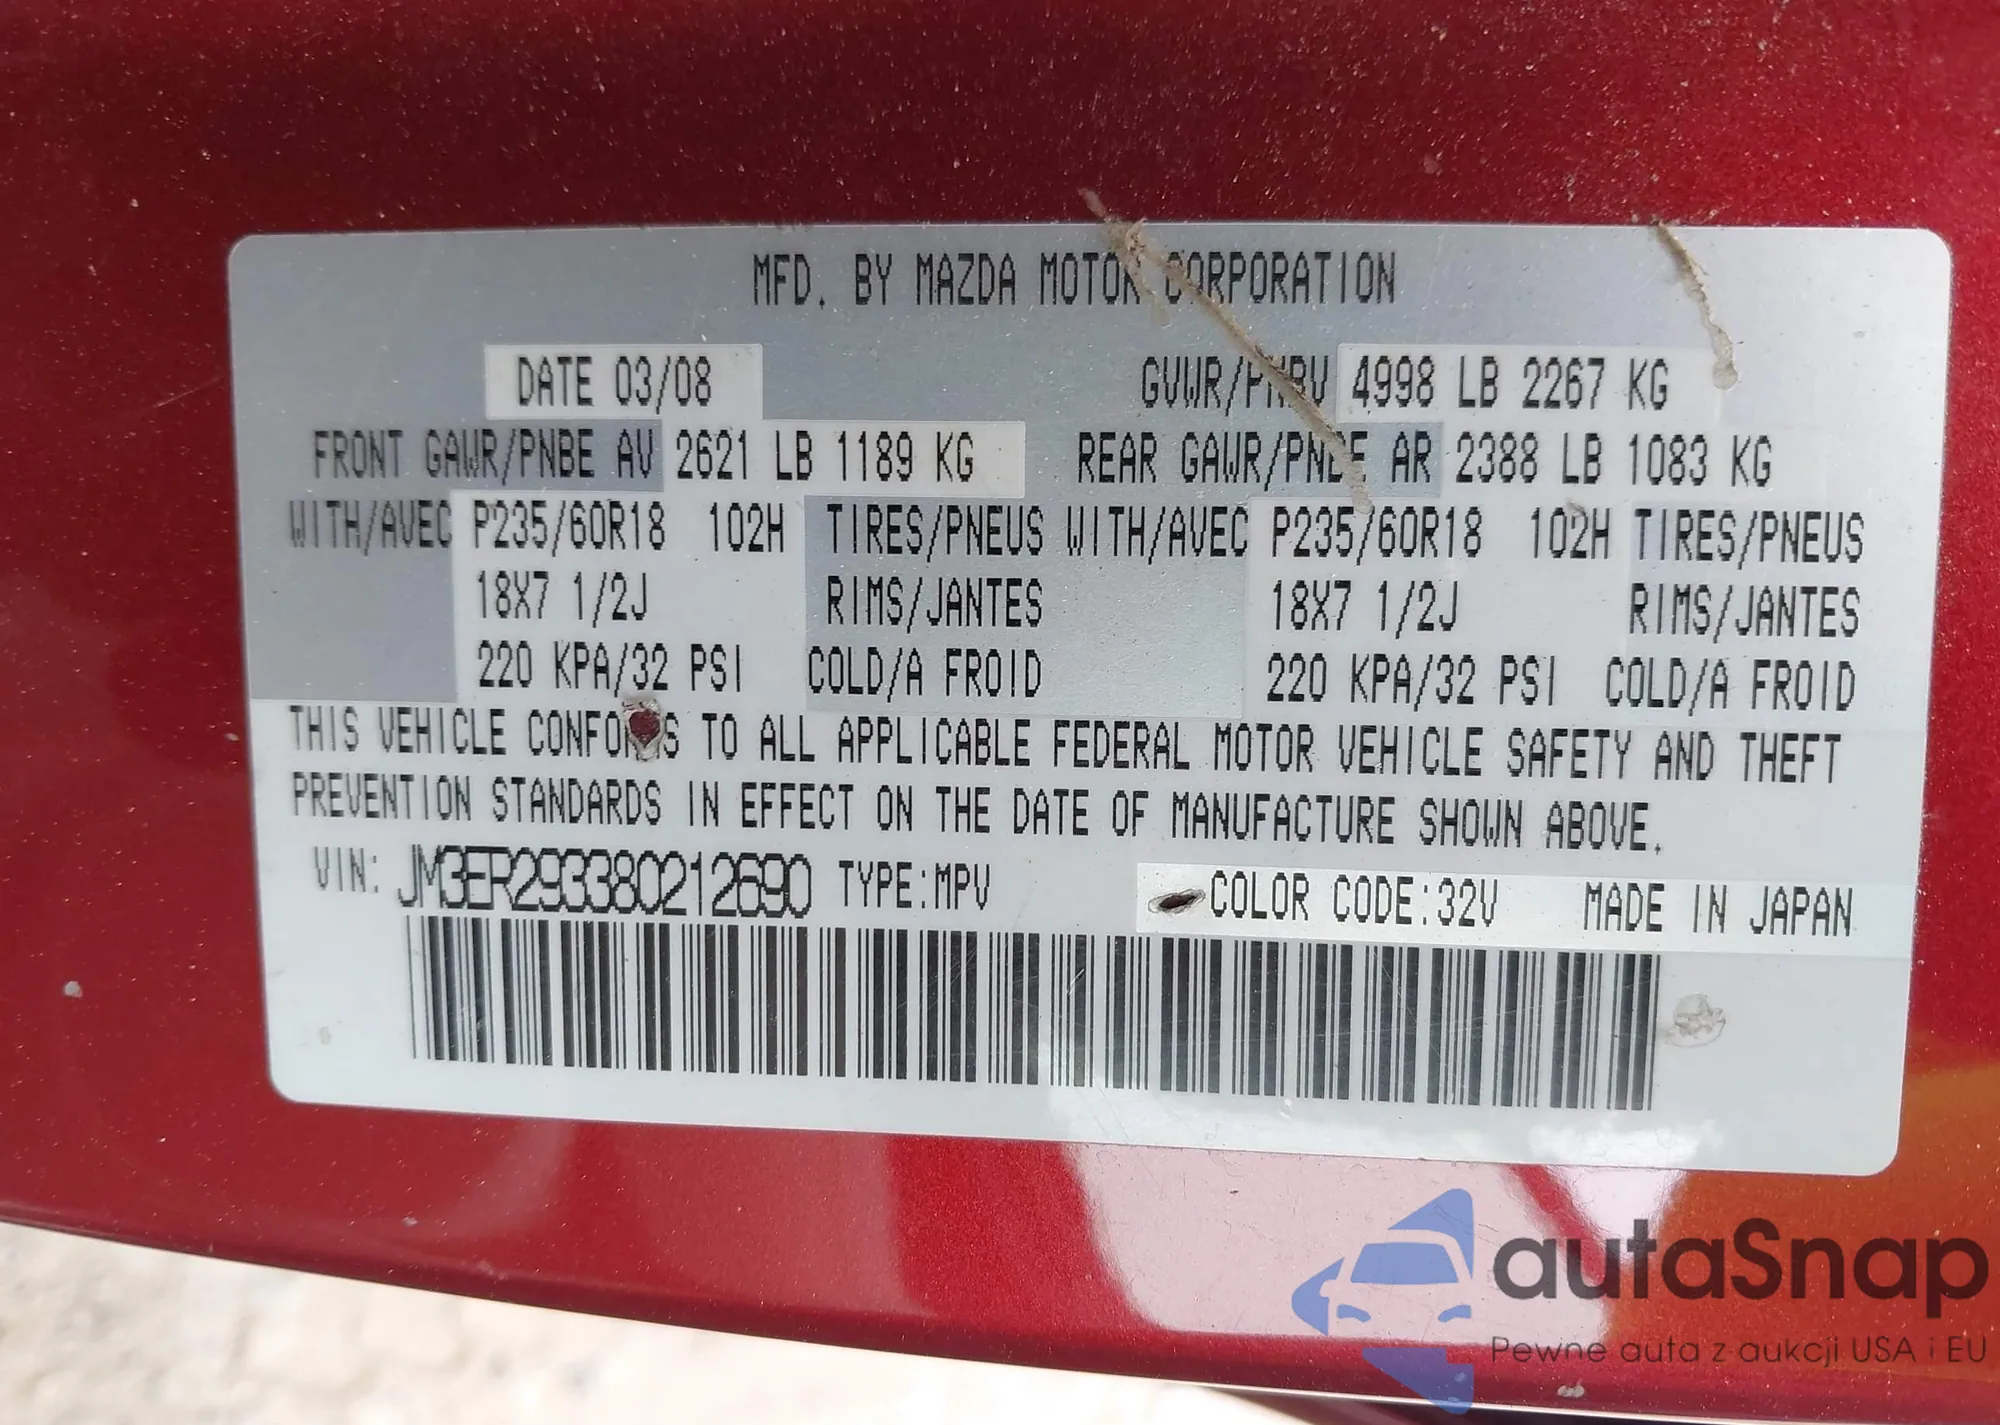 MFD. BY MAZDA MOTOR CORPORATION
DATE 03/08 GVWR/PNBV 4998 LB 2267 KG
FRONT GAWR/PNBE AV 2621 LB 1189 KG REAR GAWR/PNBE AR 2388 LB 1083 KG
WITH/AVEC P235/60R18 102H TIRES/PNEUS WITH/AVEC P235/60R18 102H TIRES/PNEUS
18X7 1/2J RIMS/JANTES 18X7 1/2J RIMS/JANTES
220 KPA/32 PSI COLD/A FROID 220 KPA/32 PSI COLD/A FROID
THIS VEHICLE CONFORMS TO ALL APPLICABLE FEDERAL MOTOR VEHICLE SAFETY AND THEFT
PREVENTION STANDARDS IN EFFECT ON THE DATE OF MANUFACTURE SHOWN ABOVE.
VIN: JM3ER293380212690 TYPE:MPV COLOR CODE:32V MADE IN JAPAN
autaSnap
Pewne auta z aukcji USA i EU